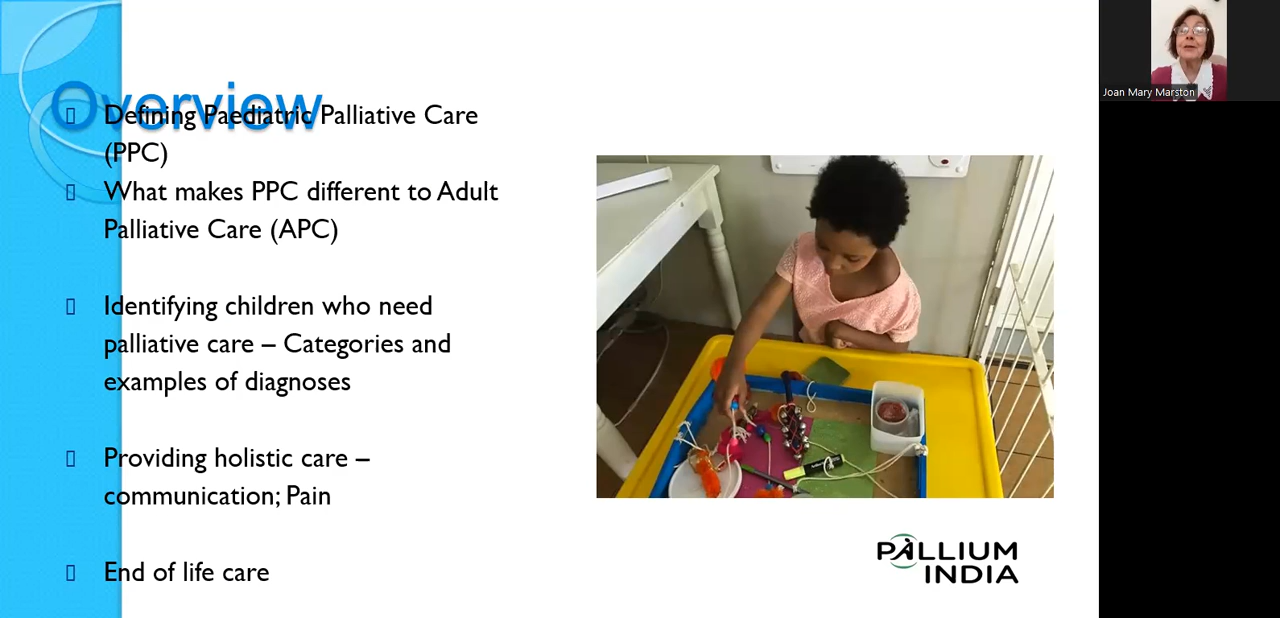 Overview
Defining Paediatric Palliative Care
(PPC)
What makes PPC different to Adult
Palliative Care (APC)
Identifying children who need
palliative care – Categories and
examples of diagnoses
Providing holistic care –
communication; Pain
End of life care
PALLIUM
INDIA
Joan Mary Marston